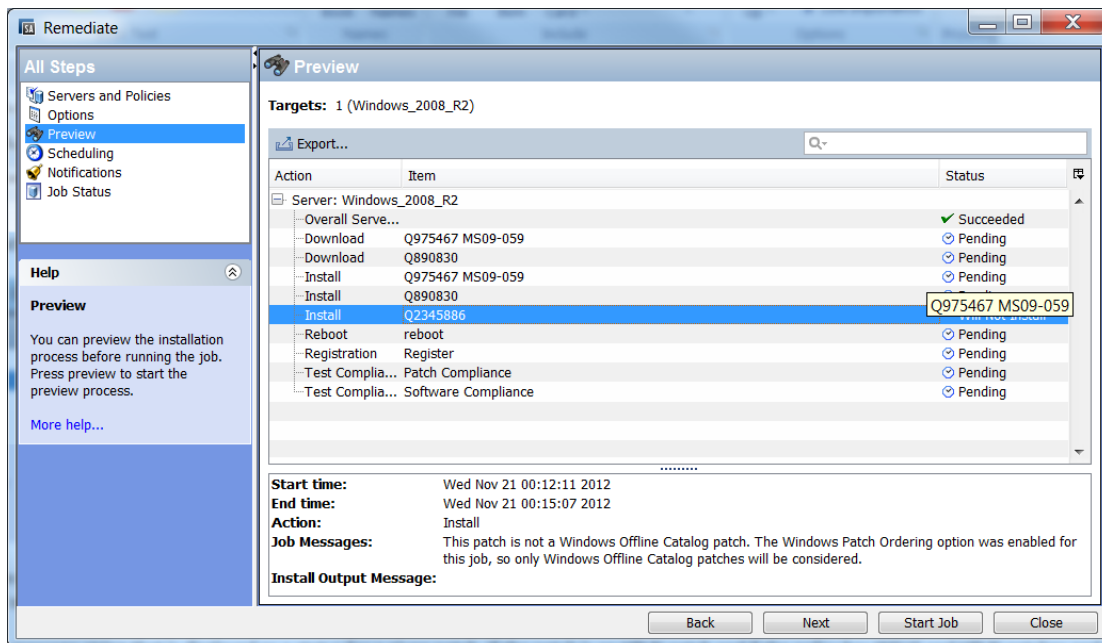 Remediate
All Steps
Servers and Policies
Options
Preview
Scheduling
Notifications
Job Status
Help
Preview
You can preview the installation
process before running the job.
Press preview to start the
preview process.
More help...
Preview
Targets: 1 (Windows_2008_R2)
Export...
Action Item Status
Server: Windows_2008_R2
Overall Serve... Succeeded
Download Q975467 MS09-059 Pending
Download Q890830 Pending
Install Q975467 MS09-059 Pending
Install Q890830
Q975467 MS09-059
Install Q2345886 Will Not Install
Reboot reboot Pending
Registration Register Pending
Test Complia... Patch Compliance Pending
Test Complia... Software Compliance Pending
Start time: Wed Nov 21 00:12:11 2012
End time: Wed Nov 21 00:15:07 2012
Action: Install
Job Messages: This patch is not a Windows Offline Catalog patch. The Windows Patch Ordering option was enabled for
this job, so only Windows Offline Catalog patches will be considered.
Install Output Message:
Back Next Start Job Close